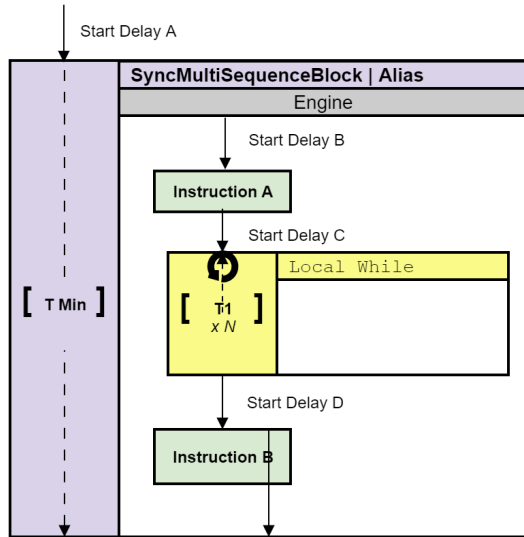 Start Delay A
SyncMultiSequenceBlock | Alias
Engine
Start Delay B
Instruction A
Start Delay C
Local While
[ T1 ]
x N
[ T Min ]
Start Delay D
Instruction B